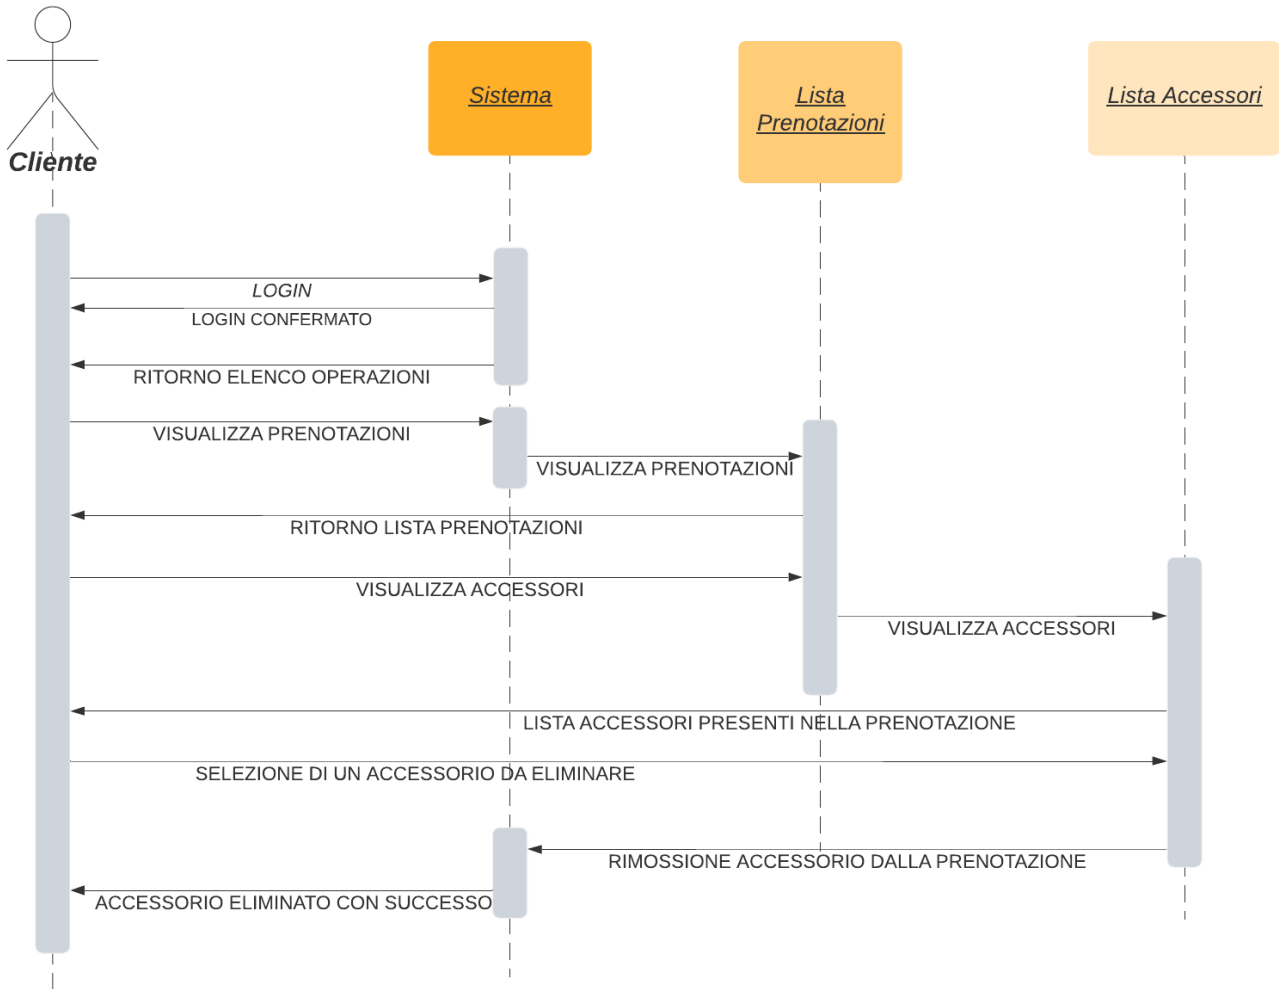 Sistema
Lista
Prenotazioni
Lista Accessori
Cliente
LOGIN
LOGIN CONFERMATO
RITORNO ELENCO OPERAZIONI
VISUALIZZA PRENOTAZIONI
VISUALIZZA PRENOTAZIONI
RITORNO LISTA PRENOTAZIONI
VISUALIZZA ACCESSORI
VISUALIZZA ACCESSORI
LISTA ACCESSORI PRESENTI NELLA PRENOTAZIONE
SELEZIONE DI UN ACCESSORIO DA ELIMINARE
RIMOSSIONE ACCESSORIO DALLA PRENOTAZIONE
ACCESSORIO ELIMINATO CON SUCCESSO